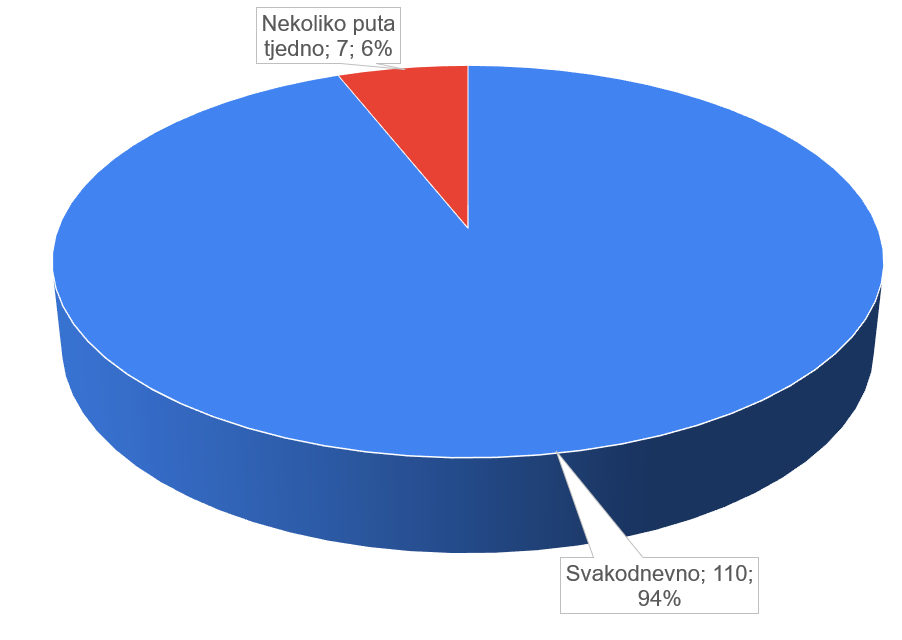 Nekoliko puta
tjedno; 7; 6%
Svakodnevno; 110;
94%